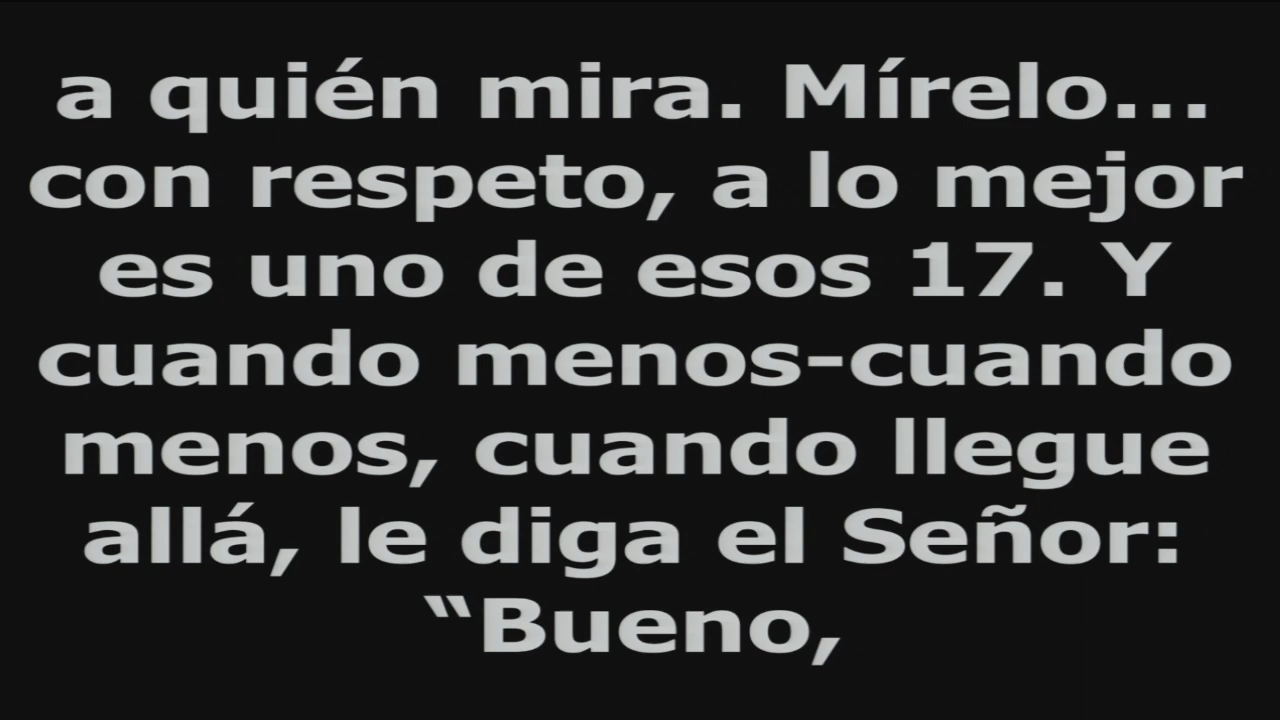 a quién mira. Mírelo...
con respeto, a lo mejor
es uno de esos 17. Y
cuando menos-cuando
menos, cuando llegue
allá, le diga el Señor:
“Bueno,